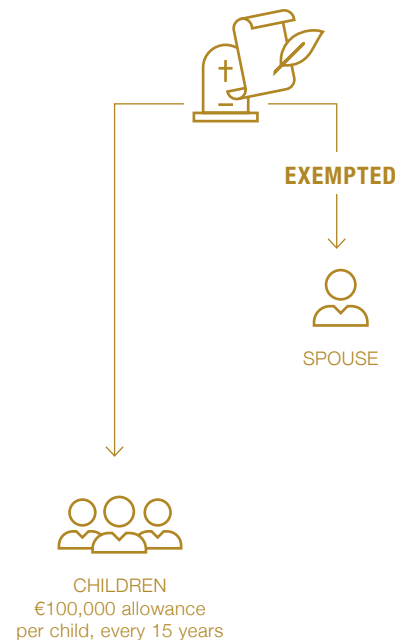 EXEMPTED
SPOUSE
CHILDREN
€100,000 allowance
per child, every 15 years